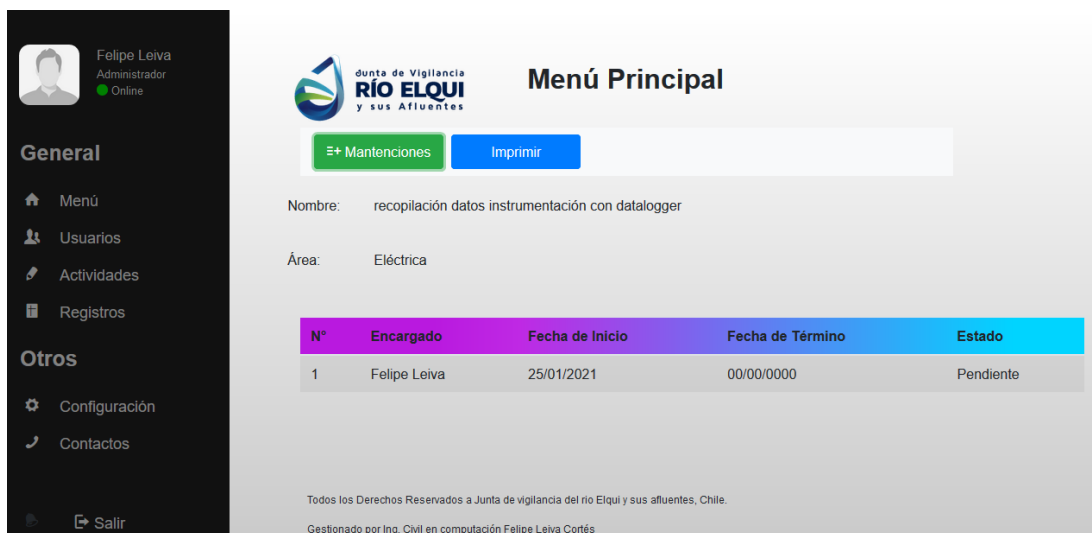 Felipe Leiva
Administrador
Online
General
Menú
Usuarios
Actividades
Registros
Otros
Configuración
Contactos
Salir
Junta de Vigilancia
RÍO ELQUI
y sus Afluentes
Menú Principal
Mantenciones Imprimir
Nombre: recopilación datos instrumentación con datalogger
Área: Eléctrica
N° Encargado Fecha de Inicio Fecha de Término Estado
1 Felipe Leiva 25/01/2021 00/00/0000 Pendiente
Todos los Derechos Reservados a Junta de vigilancia del rio Elqui y sus afluentes, Chile.
Gestionado por Ing. Civil en computación Felipe Leiva Cortés